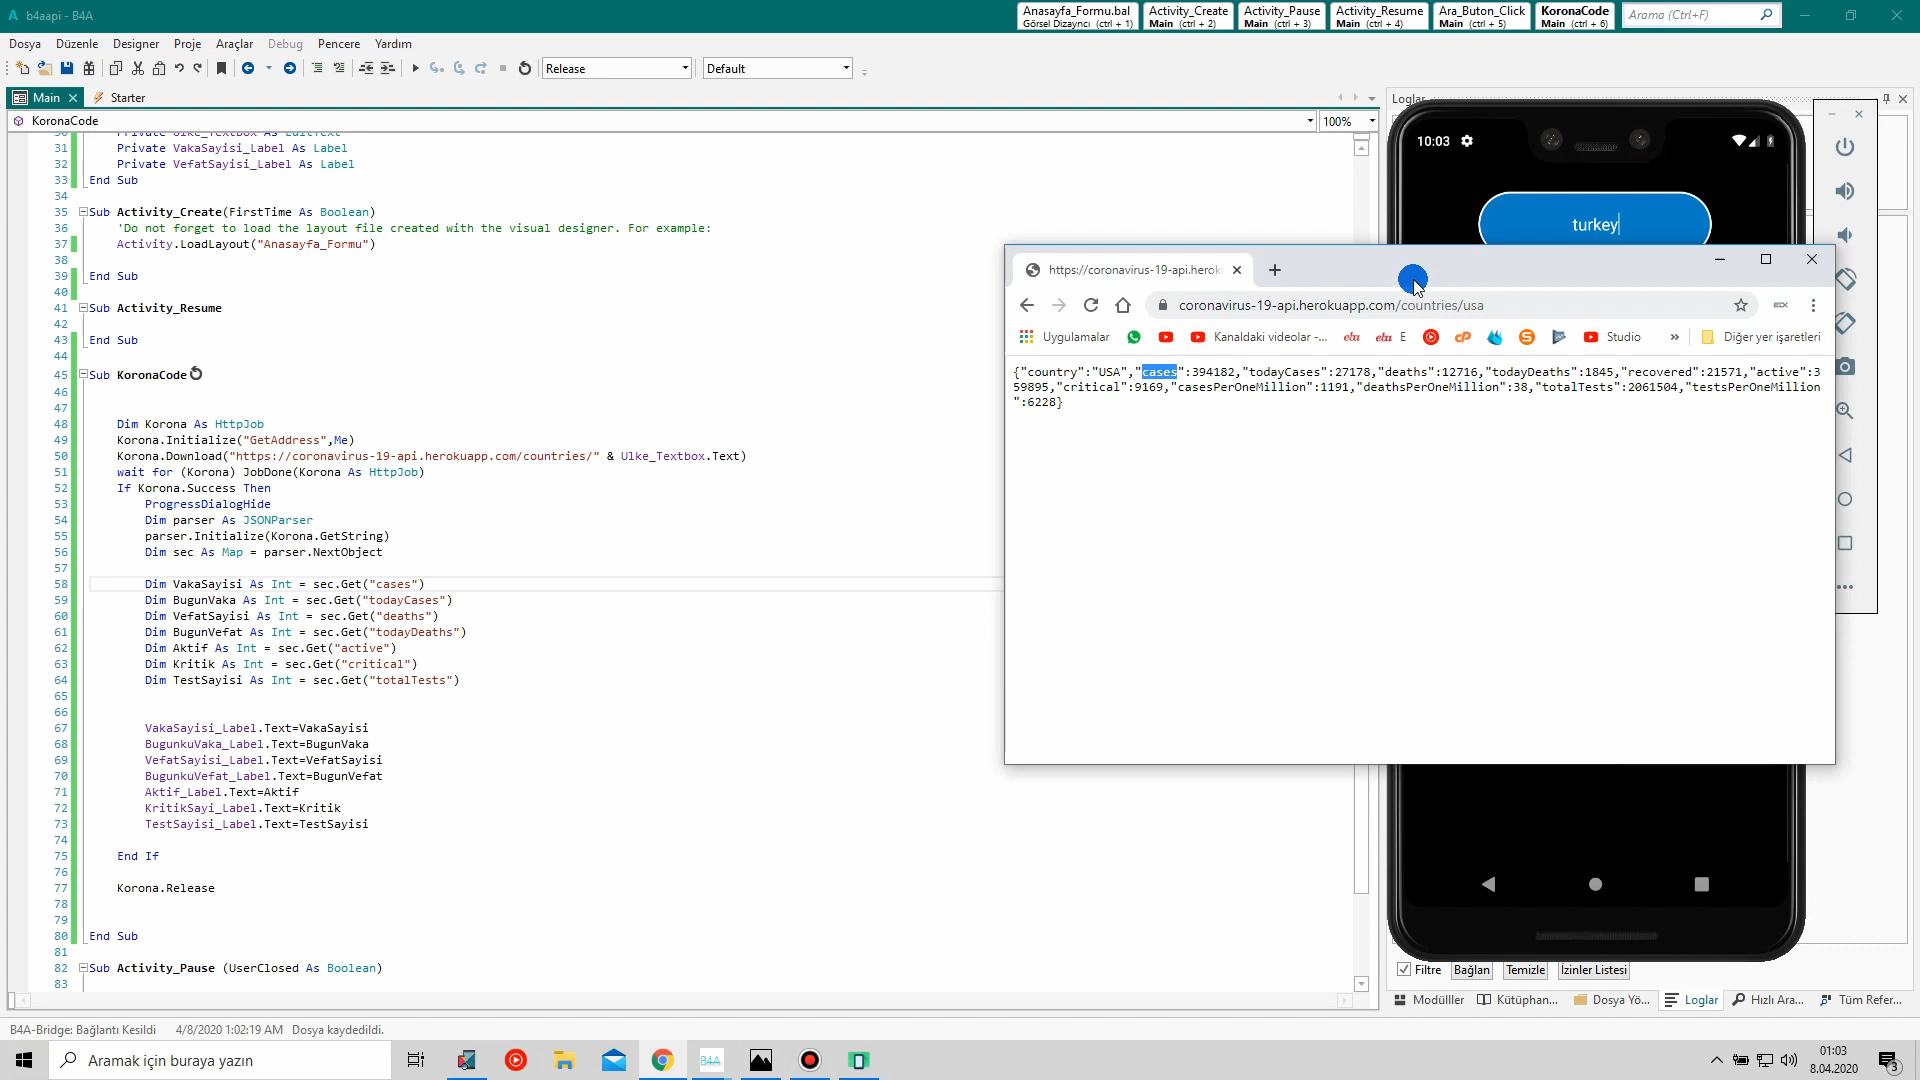 b4aapi - B4A
Anasayfa_Formu.bal
Görsel Dizaynci (ctrl + 1)
Activity_Create
Main (ctrl + 2)
Activity_Pause
Main (ctrl + 3)
Activity_Resume
Main (ctrl + 4)
Ara_Buton_Click
Main (ctrl + 5)
KoronaCode
Main (ctrl + 6)
Arama (Ctrl+F)
Dosya Düzenle Designer Proje Araçlar Debug Pencere Yardım
Release
Default
Main
Starter
Loglar
KoronaCode
100%
31 Private VakaSayisi_Label As Label
32 Private VefatSayisi_Label As Label
33 End Sub
34
35 Sub Activity_Create(FirstTime As Boolean)
36 'Do not forget to load the layout file created with the visual designer. For example:
37 Activity.LoadLayout("Anasayfa_Formu")
38
39 End Sub
40
41 Sub Activity_Resume
42
43 End Sub
44
45 Sub KoronaCode
46
47
48 Dim Korona As HttpJob
49 Korona.Initialize("GetAddress",Me)
50 Korona.Download("https://coronavirus-19-api.herokuapp.com/countries/" & Ulke_Textbox.Text)
51 wait for (Korona) JobDone(Korona As HttpJob)
52 If Korona.Success Then
53 ProgressDialogHide
54 Dim parser As JSONParser
55 parser.Initialize(Korona.GetString)
56 Dim sec As Map = parser.NextObject
57
58 Dim VakaSayisi As Int = sec.Get("cases")
59 Dim BugunVaka As Int = sec.Get("todayCases")
60 Dim VefatSayisi As Int = sec.Get("deaths")
61 Dim BugunVefat As Int = sec.Get("todayDeaths")
62 Dim Aktif As Int = sec.Get("active")
63 Dim Kritik As Int = sec.Get("critical")
64 Dim TestSayisi As Int = sec.Get("totalTests")
65
66
67 VakaSayisi_Label.Text=VakaSayisi
68 BugunkuVaka_Label.Text=BugunVaka
69 VefatSayisi_Label.Text=VefatSayisi
70 BugunkuVefat_Label.Text=BugunVefat
71 Aktif_Label.Text=Aktif
72 KritikSayi_Label.Text=Kritik
73 TestSayisi_Label.Text=TestSayisi
74
75 End If
76
77 Korona.Release
78
79
80 End Sub
81
82 Sub Activity_Pause (UserClosed As Boolean)
83
10:03
turkey
https://coronavirus-19-api.herok
coronavirus-19-api.herokuapp.com/countries/usa
Uygulamalar
Kanaldaki videolar -...
eba
eba E
Studio
»
Diğer yer işaretleri
{"country":"USA","cases":394182,"todayCases":27178,"deaths":12716,"todayDeaths":1845,"recovered":21571,"active":3
59895,"critical":9169,"casesPerOneMillion":1191,"deathsPerOneMillion":38,"totalTests":2061504,"testsPerOneMillion
":6228}
Filtre Bağlan Temizle İzinler Listesi
Modülller Kütüphan... Dosya Yö... Loglar Hızlı Ara... Tüm Refer...
B4A-Bridge: Bağlantı Kesildi 4/8/2020 1:02:19 AM Dosya kaydedildi.
Aramak için buraya yazın
B4A
01:03
8.04.2020
3